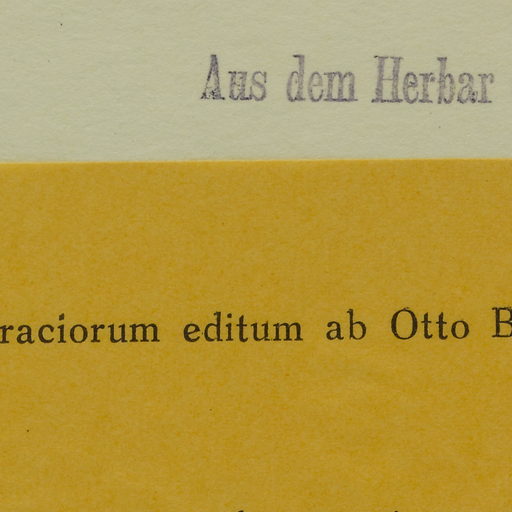 Aus dem Herbar
raciorum editum ab Otto B